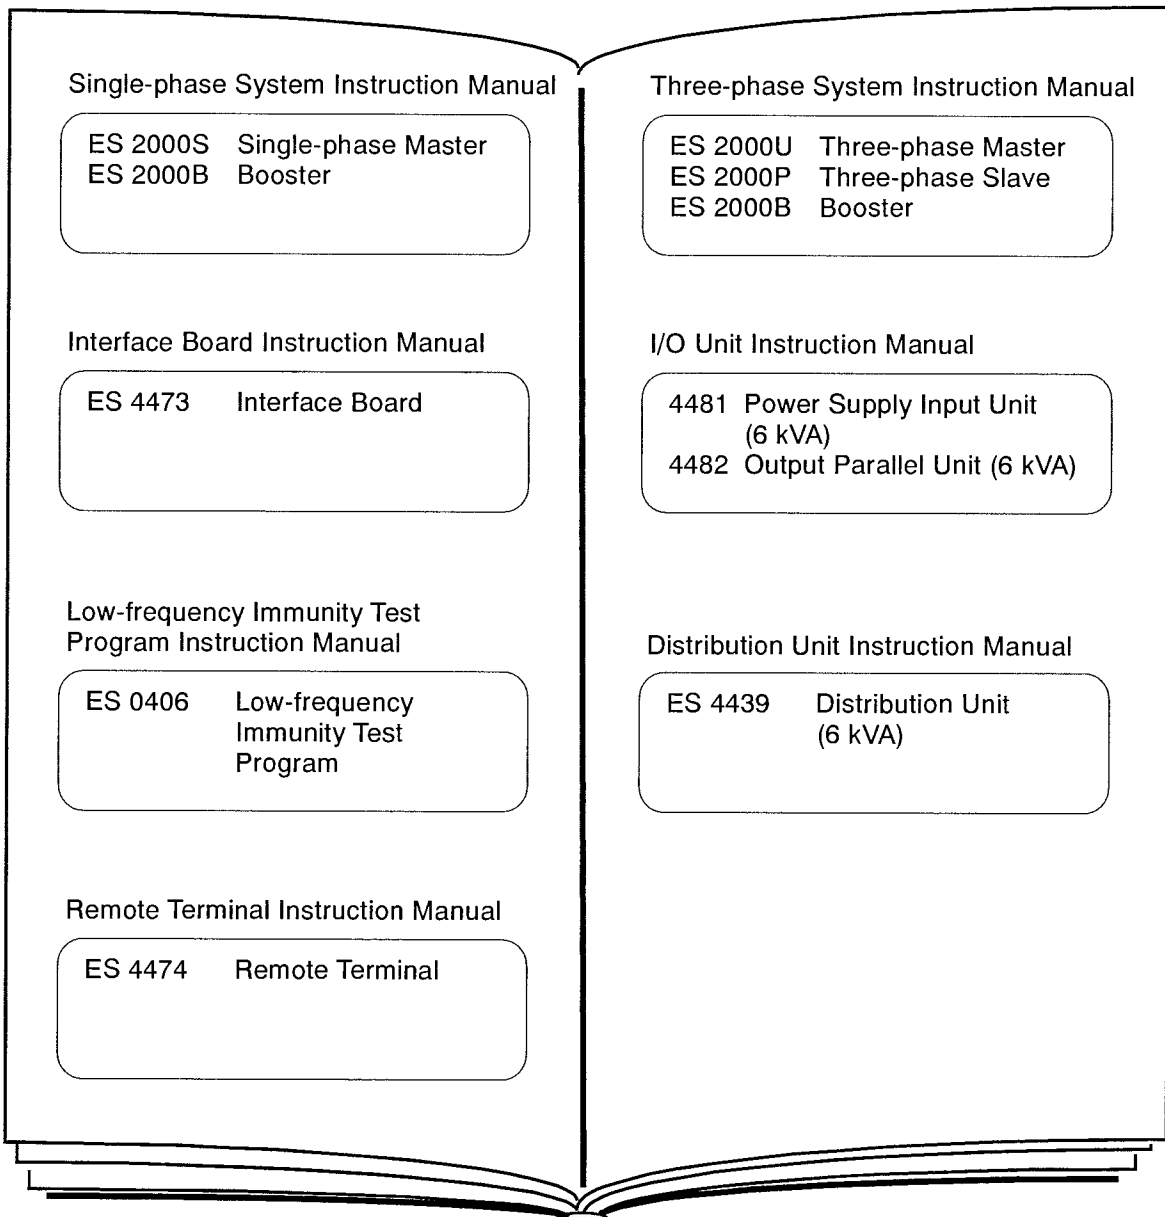 Single-phase System Instruction Manual
ES 2000S Single-phase Master
ES 2000B Booster
Interface Board Instruction Manual
ES 4473 Interface Board
Low-frequency Immunity Test
Program Instruction Manual
ES 0406 Low-frequency
Immunity Test
Program
Remote Terminal Instruction Manual
ES 4474 Remote Terminal
Three-phase System Instruction Manual
ES 2000U Three-phase Master
ES 2000P Three-phase Slave
ES 2000B Booster
I/O Unit Instruction Manual
4481 Power Supply Input Unit
(6 kVA)
4482 Output Parallel Unit (6 kVA)
Distribution Unit Instruction Manual
ES 4439 Distribution Unit
(6 kVA)